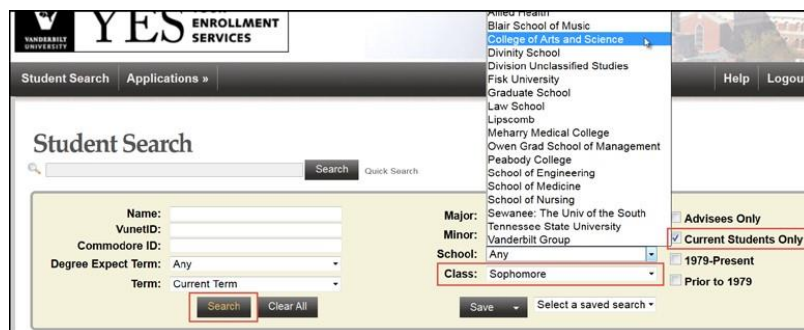 VANDERBILT
UNIVERSITY
YES
ENROLLMENT
SERVICES
Student Search
Applications »
Help
Logou
Allied Health
Blair School of Music
College of Arts and Science
Divinity School
Division Unclassified Studies
Fisk University
Graduate School
Law School
Lipscomb
Meharry Medical College
Owen Grad School of Management
Peabody College
School of Engineering
School of Medicine
School of Nursing
Sewanee: The Univ of the South
Tennessee State University
Vanderbilt Group
Student Search
Search Quick Search
Name:
VunetID:
Commodore ID:
Degree Expect Term: Any
Term: Current Term
Search Clear All
Major:
Minor:
School: Any
Class: Sophomore
Save Select a saved search
Advisees Only
Current Students Only
1979-Present
Prior to 1979